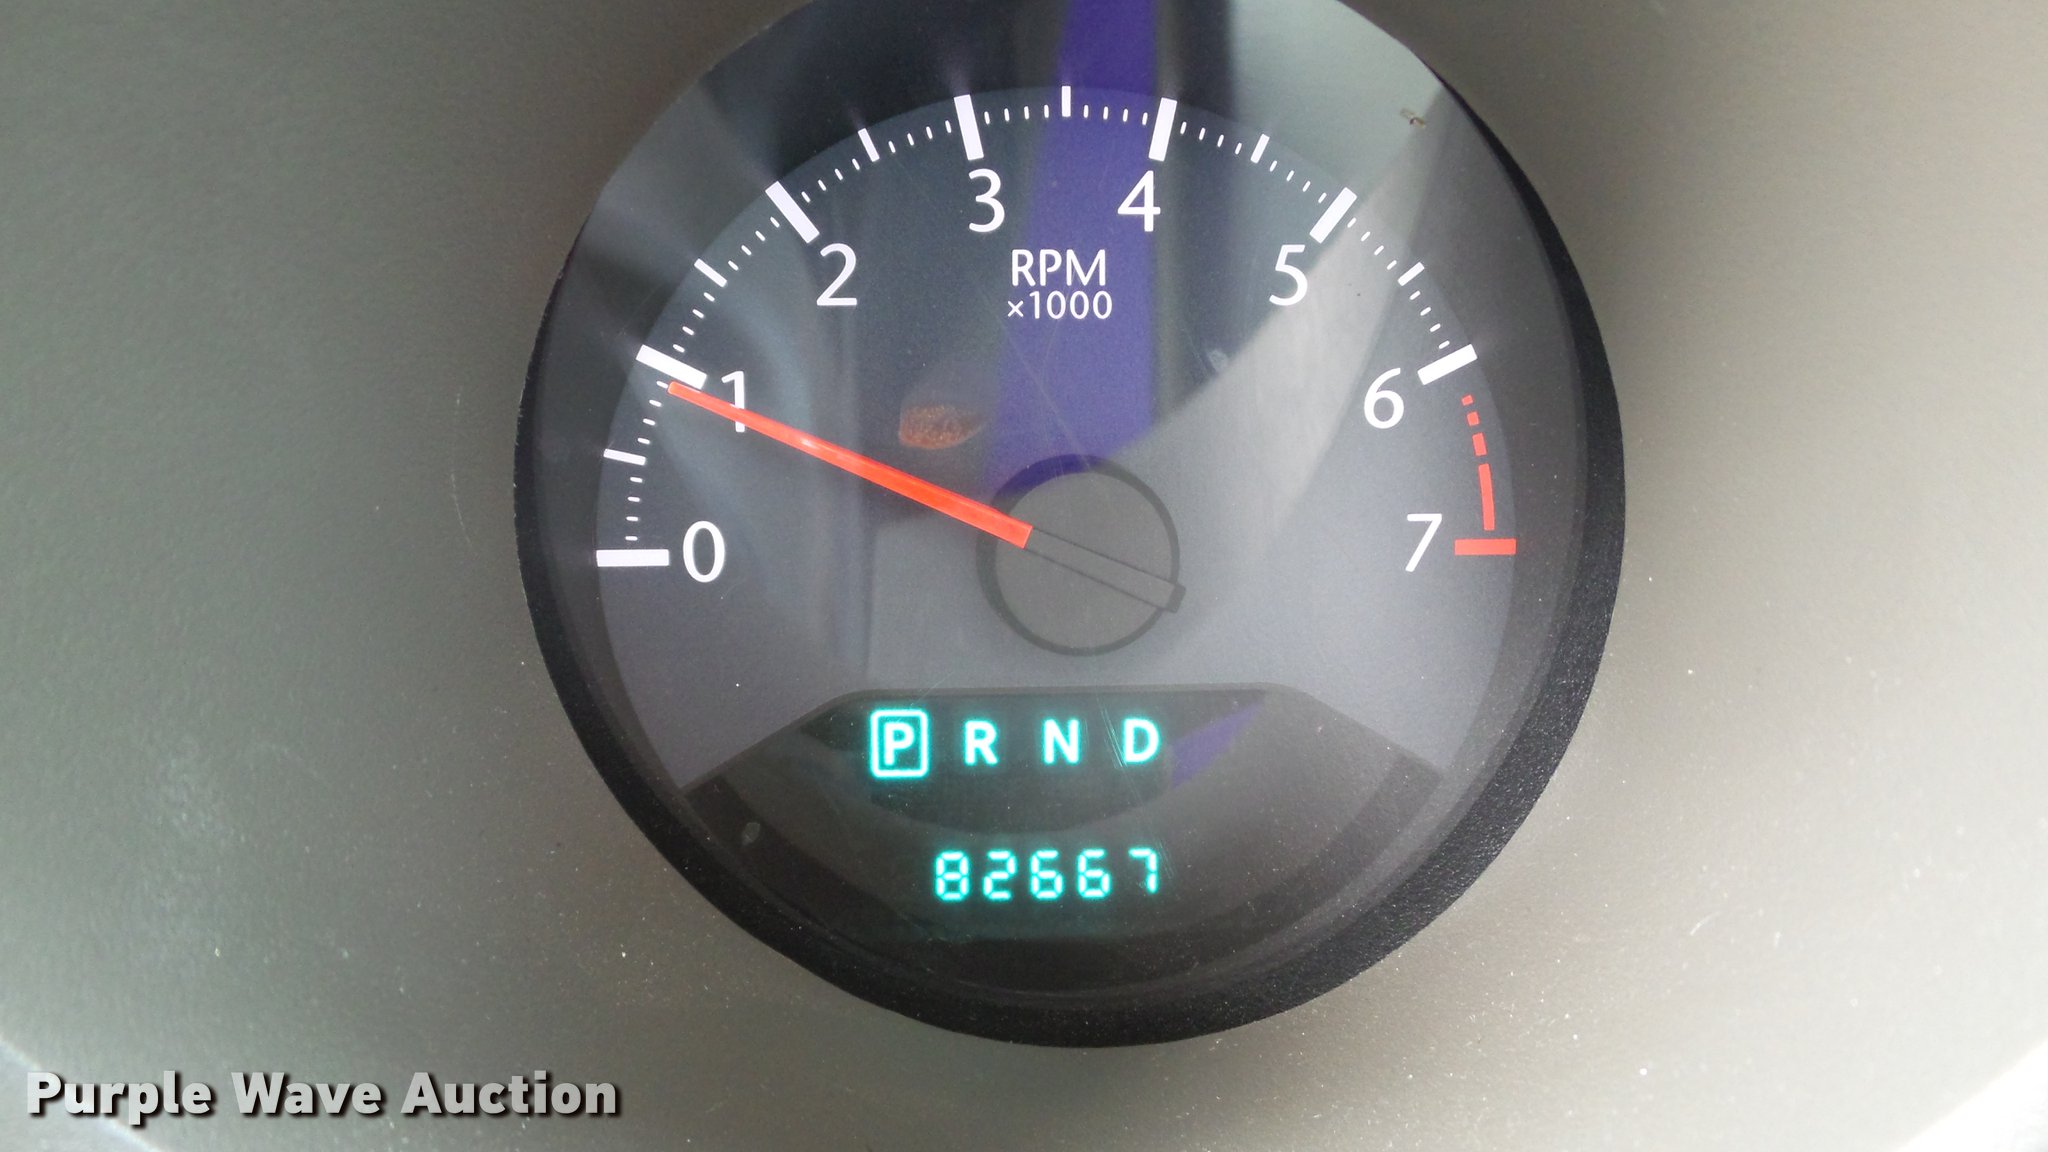 3 4
2 5
RPM
×1000
1 6
0 7
P R N D
82667
Purple Wave Auction